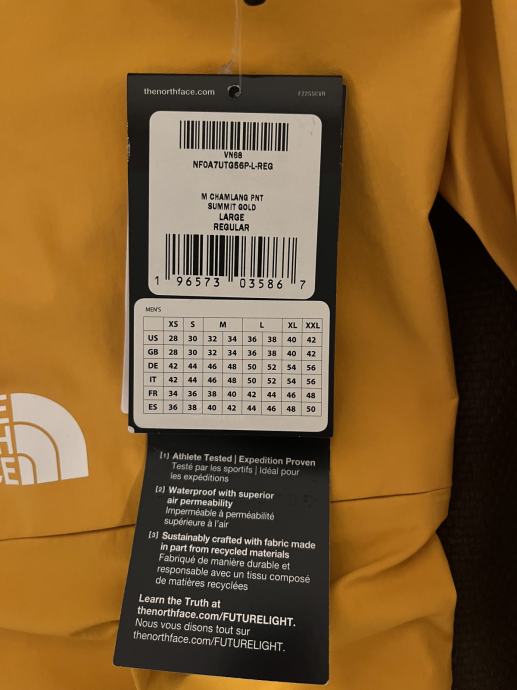 thenorthface.com
F22SSCVR
VN68
NF0A7UTG56P-L-REG
M CHAMLANG PNT
SUMMIT GOLD
LARGE
REGULAR
1 96573 03586 7
MEN'S
XS S M L XL XXL
US 28 30 32 34 36 38 40 42
GB 28 30 32 34 36 38 40 42
DE 42 44 46 48 50 52 54 56
IT 42 44 46 48 50 52 54 56
FR 34 36 38 40 42 44 46 48
ES 36 38 40 42 44 46 48 50
[1] Athlete Tested | Expedition Proven
Testé par les sportifs | Idéal pour
les expéditions
[2] Waterproof with superior
air permeability
Imperméable à perméabilité
supérieure à l'air
[3] Sustainably crafted with fabric made
in part from recycled materials
Fabriqué de manière durable et
responsable avec un tissu composé
de matières recyclées
Learn the Truth at
thenorthface.com/FUTURELIGHT.
Nous vous disons tout sur
thenorthface.com/FUTURELIGHT.